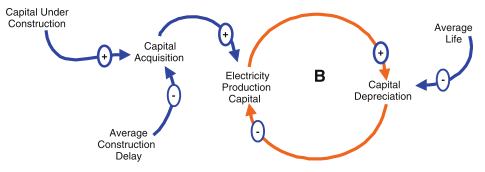 Capital Under
Construction
+
Capital
Acquisition
-
Average
Construction
Delay
+
Electricity
Production
Capital
B
-
+
Capital
Depreciation
-
Average
Life